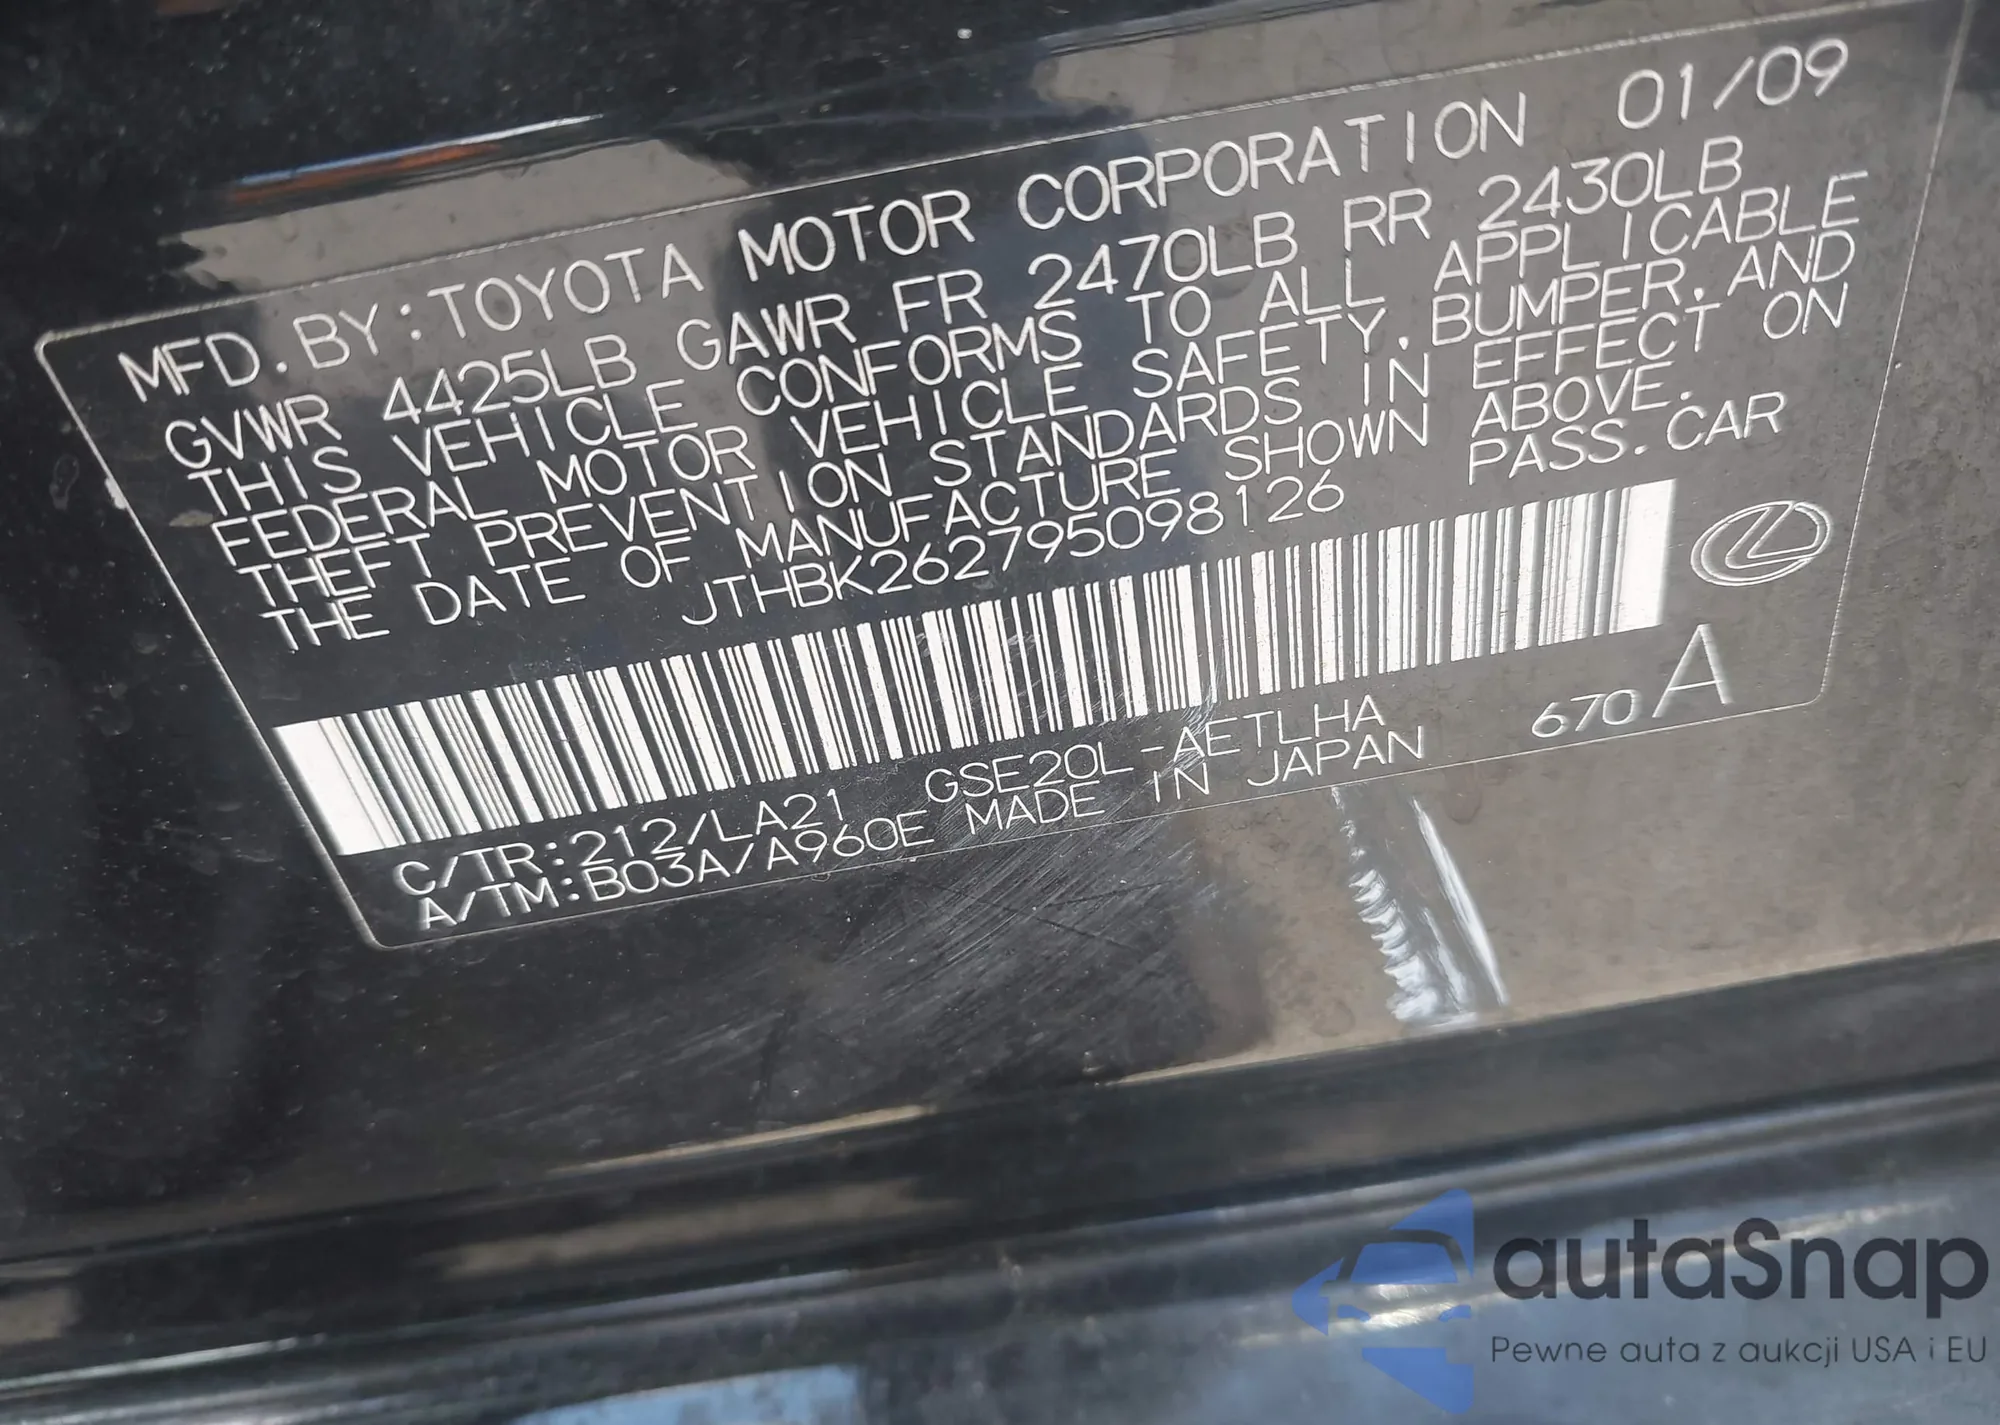 MFD. BY: TOYOTA MOTOR CORPORATION 01/09
GVWR 4425LB GAWR FR 2470LB RR 2430LB
THIS VEHICLE CONFORMS TO ALL APPLICABLE
FEDERAL MOTOR VEHICLE SAFETY, BUMPER, AND
THEFT PREVENTION STANDARDS IN EFFECT ON
THE DATE OF MANUFACTURE SHOWN ABOVE.
JTHBK262795098126 PASS. CAR
C/TR: 212/LA21 GSE20L -AETLHA 670 A
A/TM: B03A/A960E MADE IN JAPAN
autaSnap
Pewne auta z aukcji USA i EU